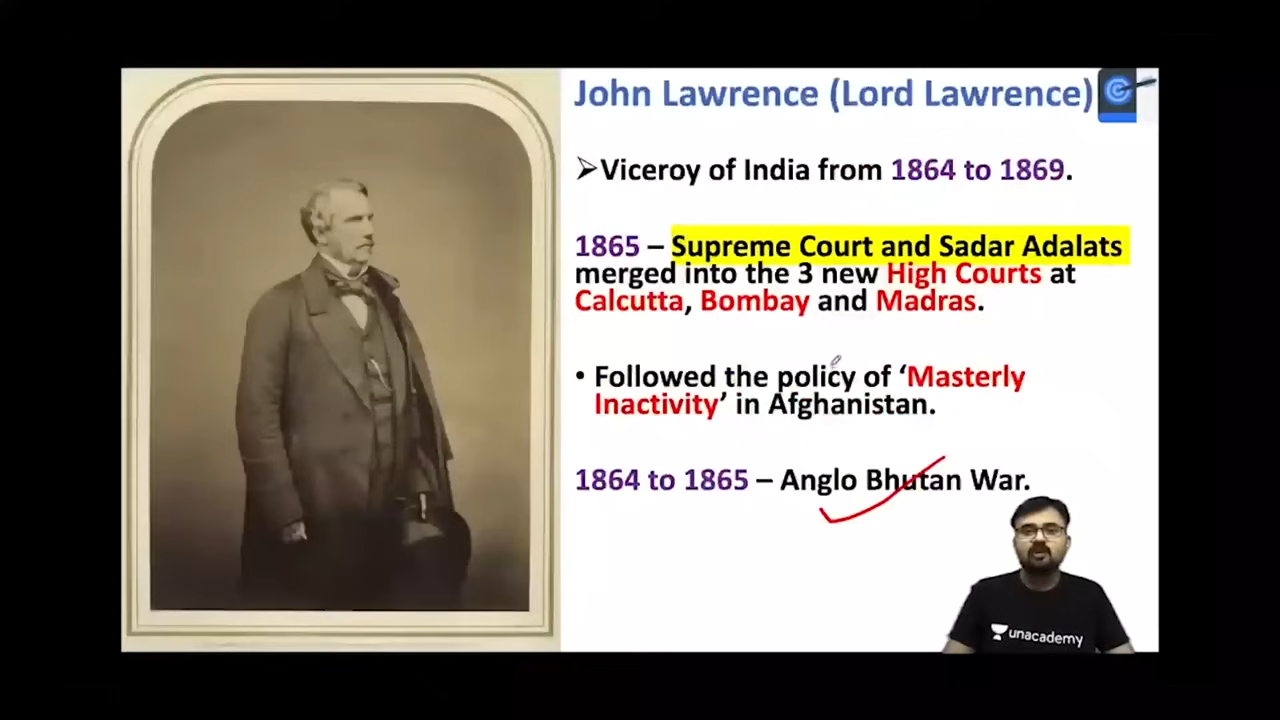 John Lawrence (Lord Lawrence)
➢Viceroy of India from 1864 to 1869.
1865 – Supreme Court and Sadar Adalats
merged into the 3 new High Courts at
Calcutta, Bombay and Madras.
• Followed the policy of ‘Masterly
Inactivity’ in Afghanistan.
1864 to 1865 – Anglo Bhutan War.
unacademy